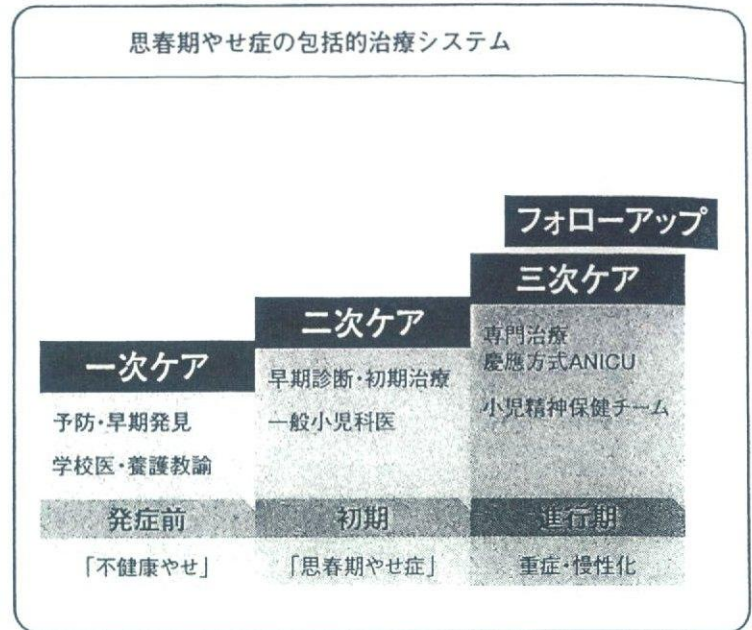 思春期やせ症の包括的治療システム
フォローアップ
三次ケア
専門治療
慶應方式ANICU
小児精神保健チーム
二次ケア
早期診断・初期治療
一般小児科医
一次ケア
予防・早期発見
学校医・養護教諭
発症前
初期
進行期
「不健康やせ」
「思春期やせ症」
重症・慢性化